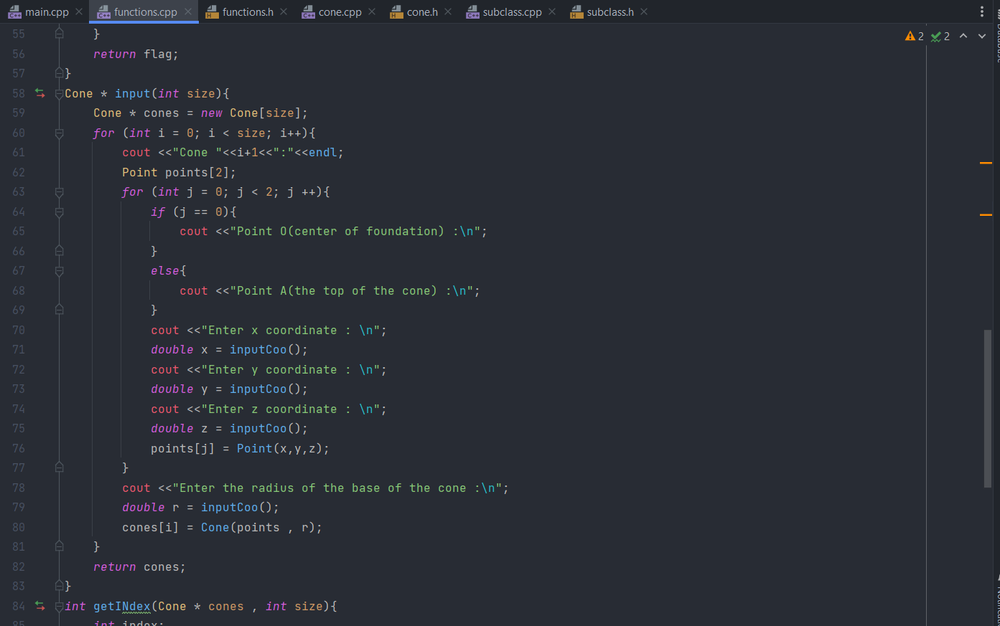 main.cpp functions.cpp functions.h cone.cpp cone.h subclass.cpp subclass.h
2 2
Database
55 }
56 return flag;
57 }
58 Cone * input(int size){
59 Cone * cones = new Cone[size];
60 for (int i = 0; i < size; i++){
61 cout <<"Cone "<<i+1<<":"<<endl;
62 Point points[2];
63 for (int j = 0; j < 2; j ++){
64 if (j == 0){
65 cout <<"Point O(center of foundation) :\n";
66 }
67 else{
68 cout <<"Point A(the top of the cone) :\n";
69 }
70 cout <<"Enter x coordinate : \n";
71 double x = inputCoo();
72 cout <<"Enter y coordinate : \n";
73 double y = inputCoo();
74 cout <<"Enter z coordinate : \n";
75 double z = inputCoo();
76 points[j] = Point(x,y,z);
77 }
78 cout <<"Enter the radius of the base of the cone :\n";
79 double r = inputCoo();
80 cones[i] = Cone(points , r);
81 }
82 return cones;
83 }
84 int getINdex(Cone * cones , int size){
85 int index;